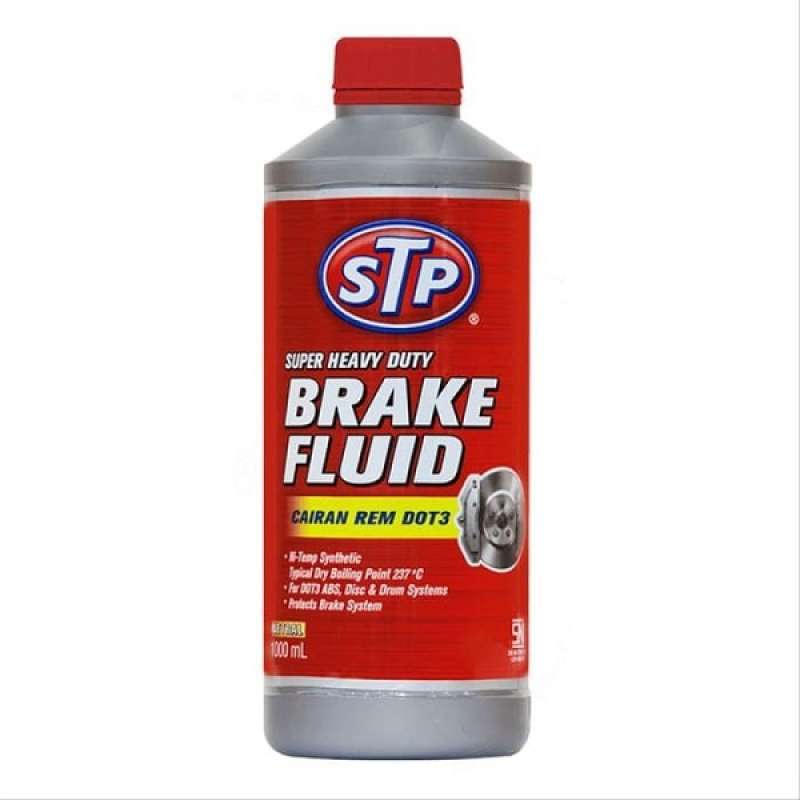 STP
®
SUPER HEAVY DUTY
BRAKE
FLUID
CAIRAN REM DOT3
• Hi-Temp Synthetic
Typical Dry Boiling Point 237 °C
• For DOT3 ABS, Disc & Drum Systems
• Protects Brake System
1000 mL
SNI